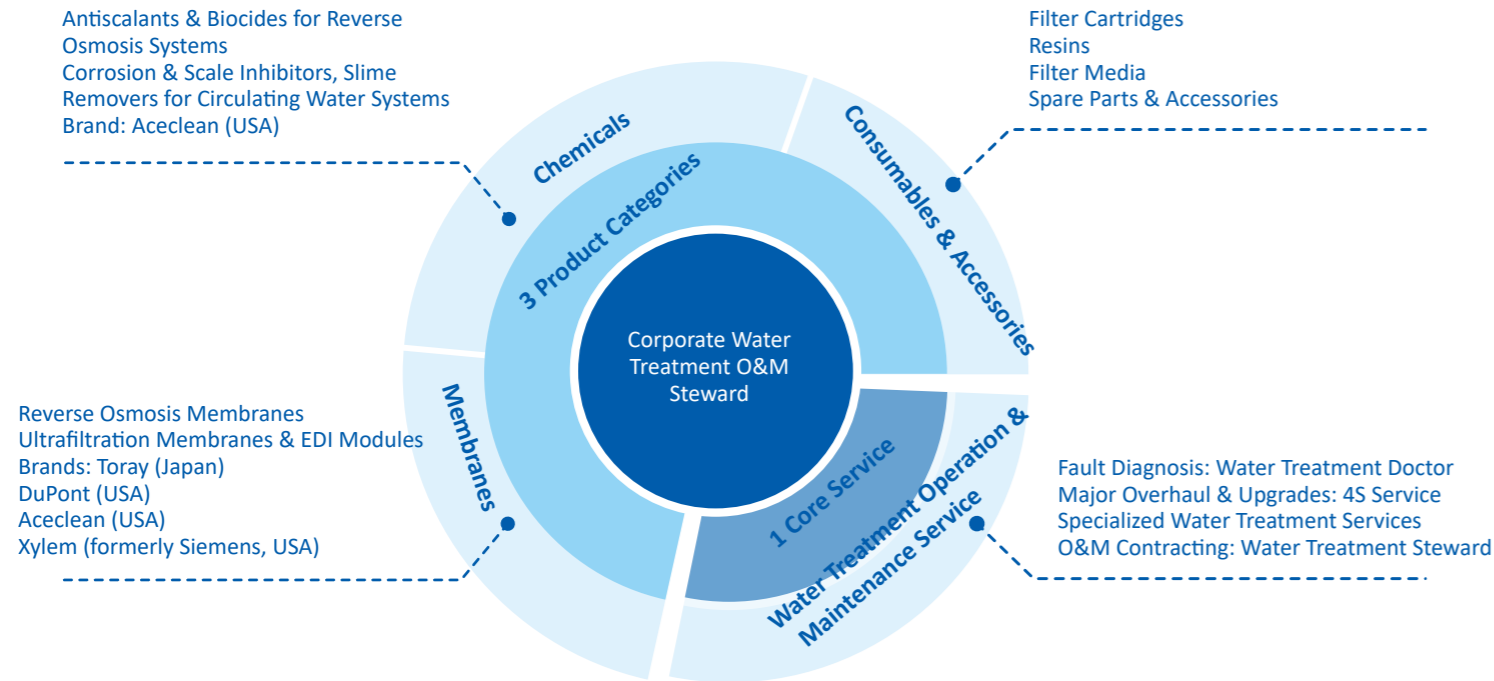 Antiscalants & Biocides for Reverse
Osmosis Systems
Corrosion & Scale Inhibitors, Slime
Removers for Circulating Water Systems
Brand: Aceclean (USA)
Filter Cartridges
Resins
Filter Media
Spare Parts & Accessories
Chemicals
Consumables & Accessories
3 Product Categories
Corporate Water
Treatment O&M
Steward
Membranes
Reverse Osmosis Membranes
Ultrafiltration Membranes & EDI Modules
Brands: Toray (Japan)
DuPont (USA)
Aceclean (USA)
Xylem (formerly Siemens, USA)
1 Core Service
Water Treatment Operation &
Maintenance Service
Fault Diagnosis: Water Treatment Doctor
Major Overhaul & Upgrades: 4S Service
Specialized Water Treatment Services
O&M Contracting: Water Treatment Steward